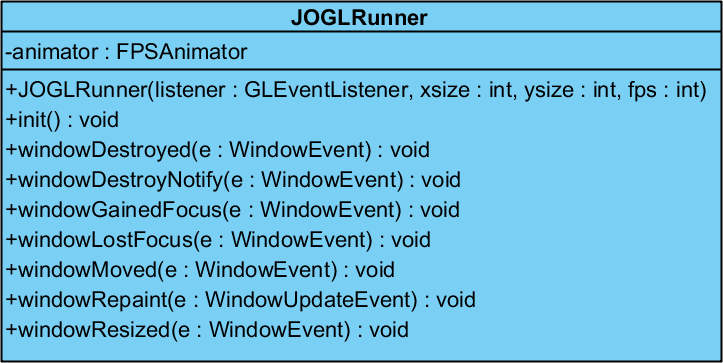 JOGLRunner
-animator : FPSAnimator
+JOGLRunner(listener : GLEventListener, xsize : int, ysize : int, fps : int)
+init() : void
+windowDestroyed(e : WindowEvent) : void
+windowDestroyNotify(e : WindowEvent) : void
+windowGainedFocus(e : WindowEvent) : void
+windowLostFocus(e : WindowEvent) : void
+windowMoved(e : WindowEvent) : void
+windowRepaint(e : WindowUpdateEvent) : void
+windowResized(e : WindowEvent) : void